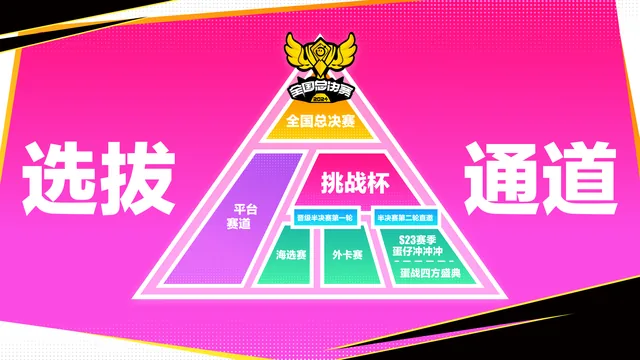 全国总决赛
2024
全国总决赛
选拔
通道
挑战杯
平台
赛道
晋级半决赛第一轮
半决赛第二轮直邀
海选赛
外卡赛
S23赛季
蛋仔冲冲冲
蛋战四方盛典